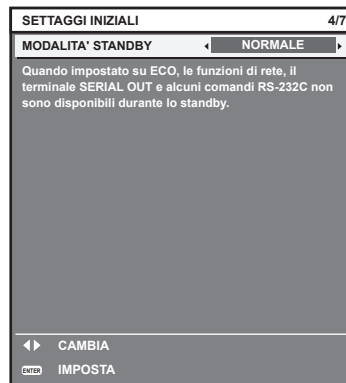 SETTAGGI INIZIALI 4/7
MODALITA' STANDBY NORMALE
Quando impostato su ECO, le funzioni di rete, il
terminale SERIAL OUT e alcuni comandi RS-232C non
sono disponibili durante lo standby.
CAMBIA
ENTER IMPOSTA